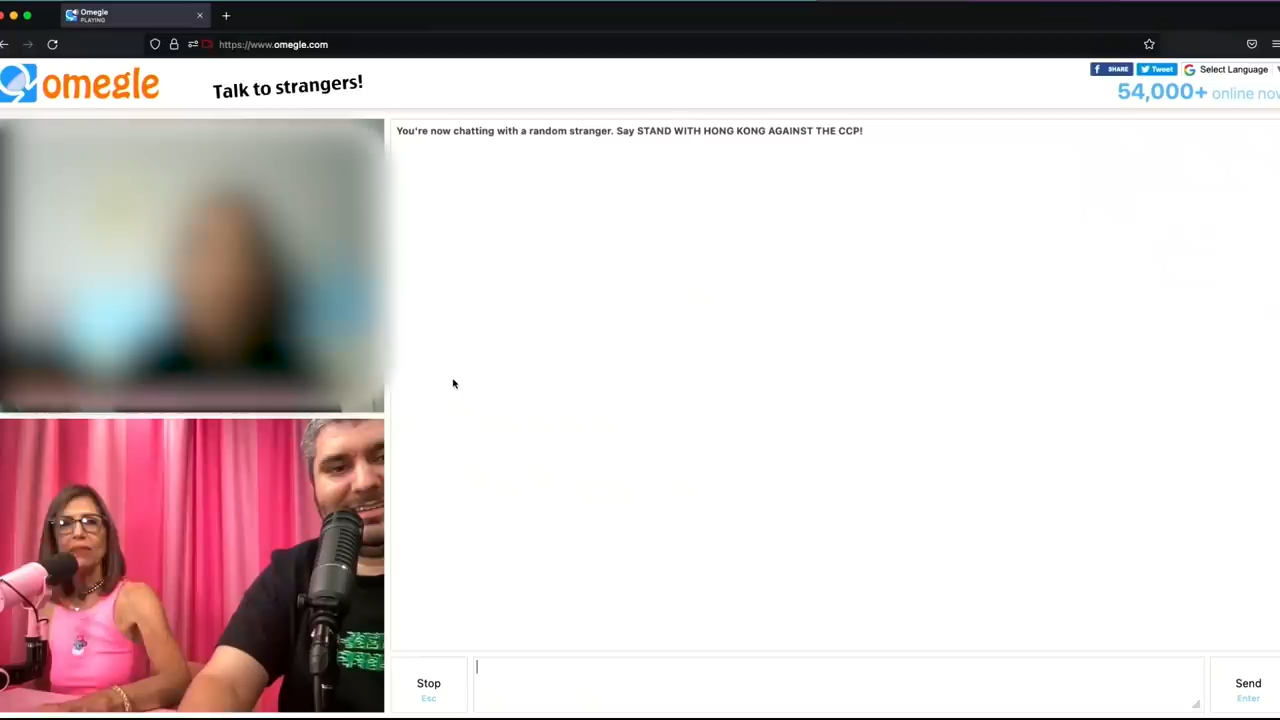 Omegle
PLAYING
https://www.omegle.com
omegle
Talk to strangers!
SHARE
Tweet
Select Language
54,000+ online now
You're now chatting with a random stranger. Say STAND WITH HONG KONG AGAINST THE CCP!
Stop
Esc
Send
Enter